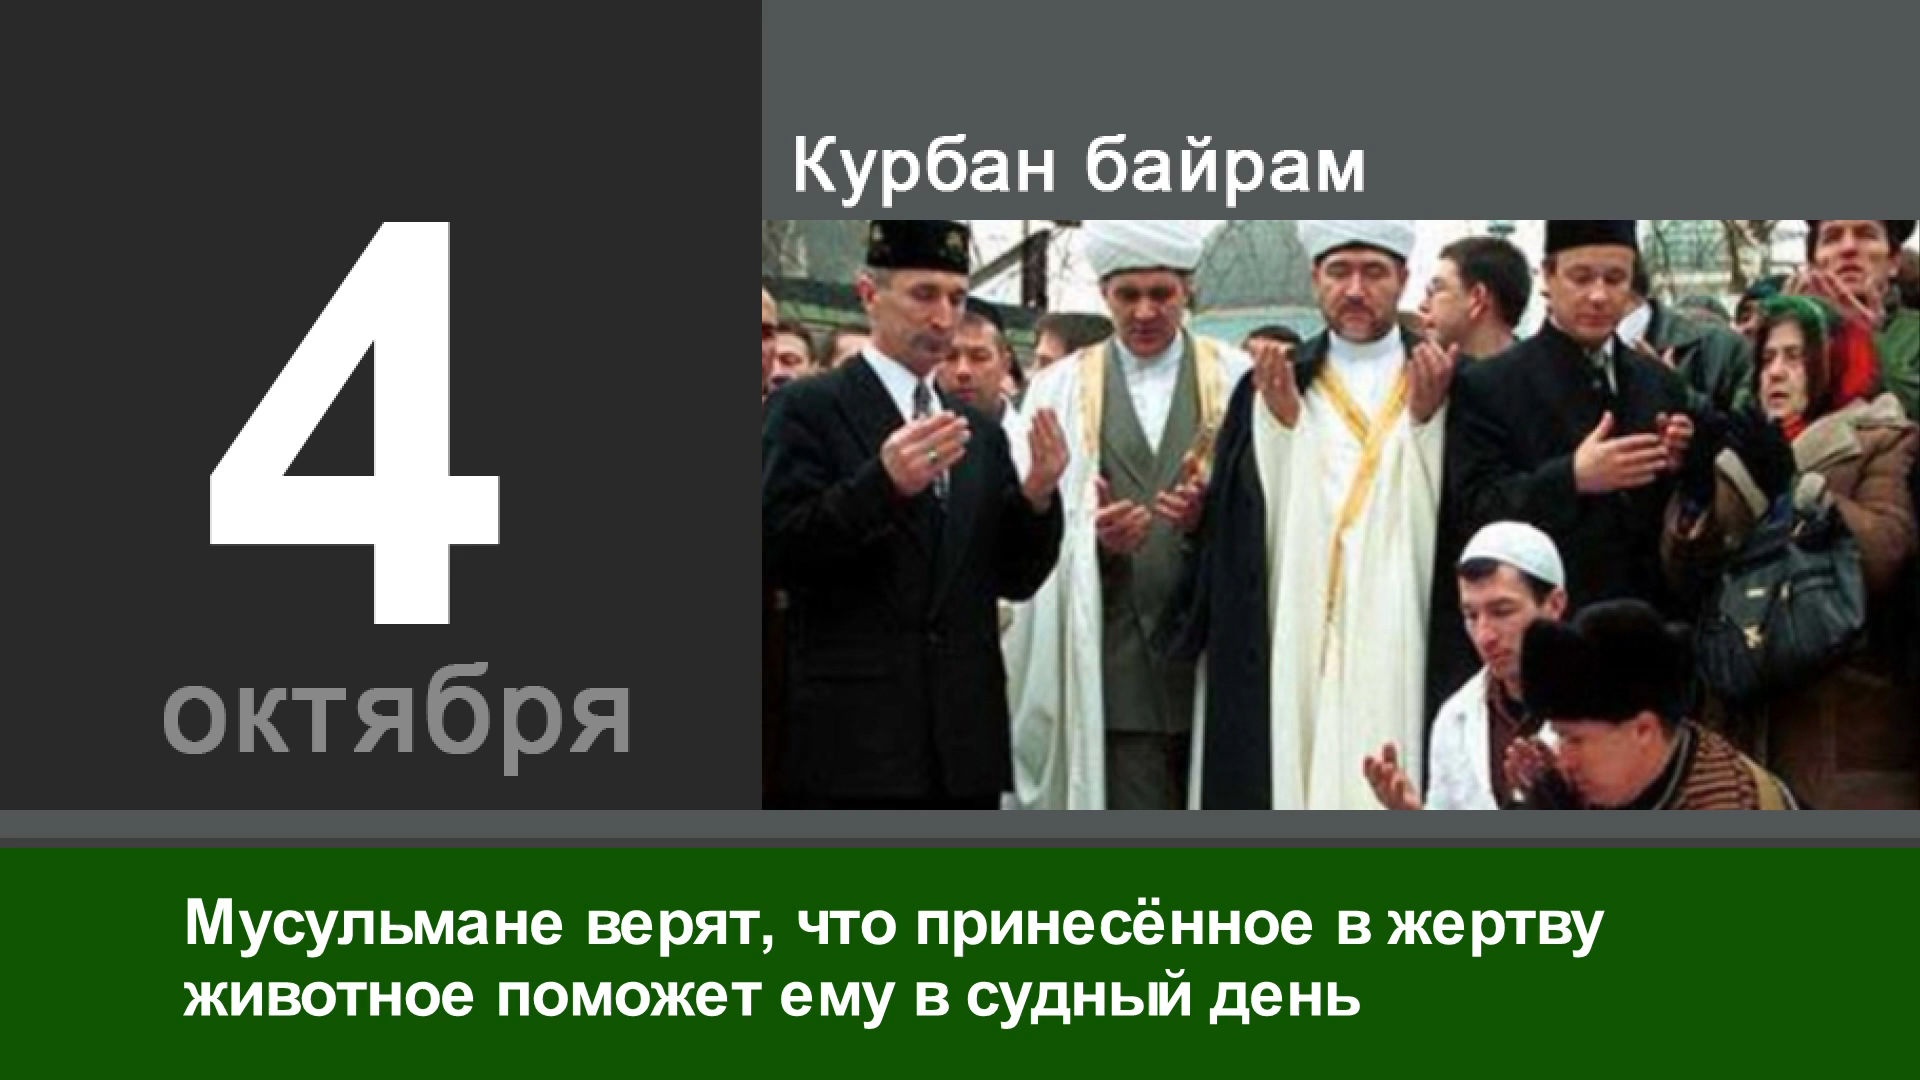 4
октября
Курбан байрам
Мусульмане верят, что принесённое в жертву
животное поможет ему в судный день